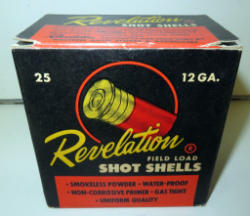 25 12 GA.
Revelation ®
FIELD LOAD
SHOT SHELLS
• SMOKELESS POWDER • WATER-PROOF
• NON-CORROSIVE PRIMER • GAS TIGHT
• UNIFORM QUALITY